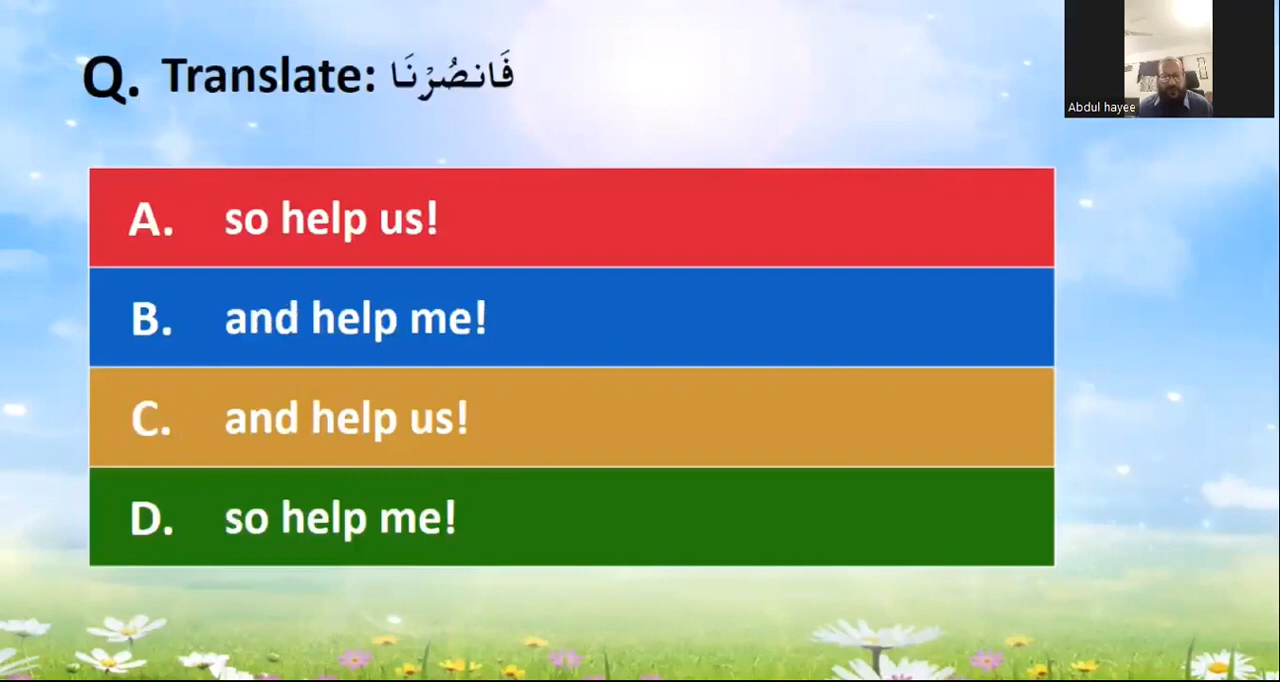 Q. Translate: فَانصُرْنَا
A. so help us!
B. and help me!
C. and help us!
D. so help me!
Abdul hayee